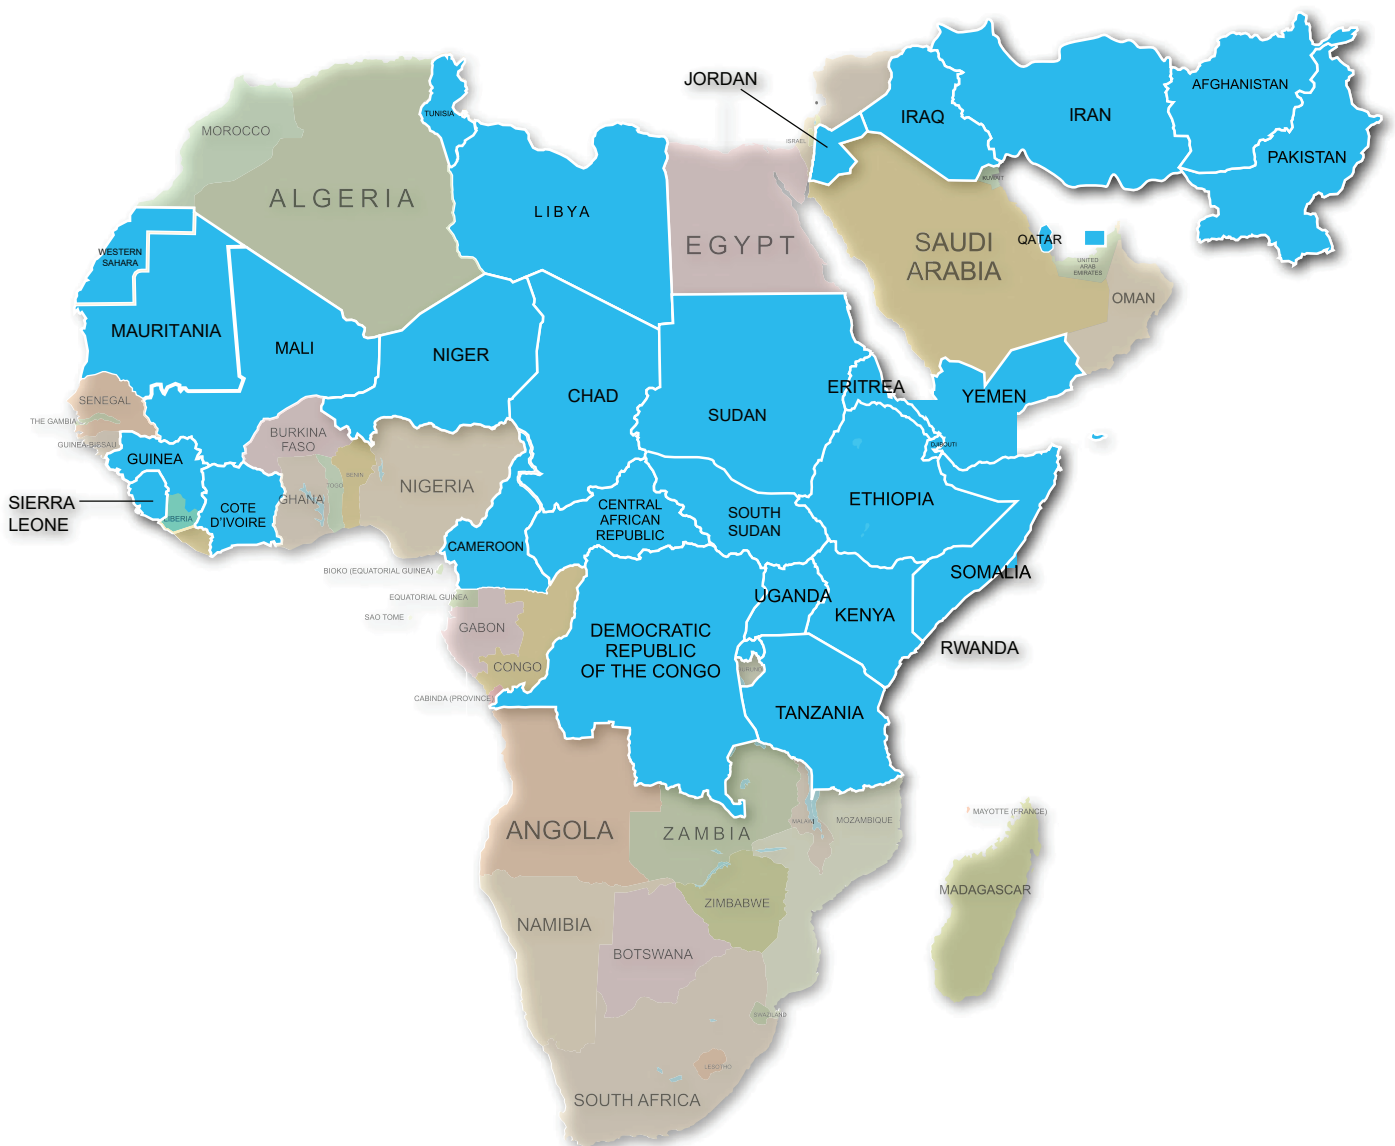 JORDAN
IRAQ
IRAN
AFGHANISTAN
PAKISTAN
TUNISIA
MOROCCO
ISRAEL
KUWAIT
ALGERIA
LIBYA
EGYPT
SAUDI
ARABIA
QATAR
UNITED
ARAB
EMIRATES
OMAN
WESTERN
SAHARA
MAURITANIA
MALI
NIGER
CHAD
SUDAN
ERITREA
YEMEN
DJIBOUTI
SENEGAL
THE GAMBIA
GUINEA-BISSAU
BURKINA
FASO
GUINEA
SIERRA
LEONE
LIBERIA
COTE
D'IVOIRE
GHANA
TOGO
BENIN
NIGERIA
CAMEROON
CENTRAL
AFRICAN
REPUBLIC
SOUTH
SUDAN
ETHIOPIA
SOMALIA
BIOKO (EQUATORIAL GUINEA)
EQUATORIAL GUINEA
SAO TOME
GABON
CONGO
CABINDA (PROVINCE)
DEMOCRATIC
REPUBLIC
OF THE CONGO
UGANDA
KENYA
RWANDA
BURUNDI
TANZANIA
ANGOLA
ZAMBIA
MALAWI
MOZAMBIQUE
MAYOTTE (FRANCE)
MADAGASCAR
ZIMBABWE
NAMIBIA
BOTSWANA
SWAZILAND
LESOTHO
SOUTH AFRICA